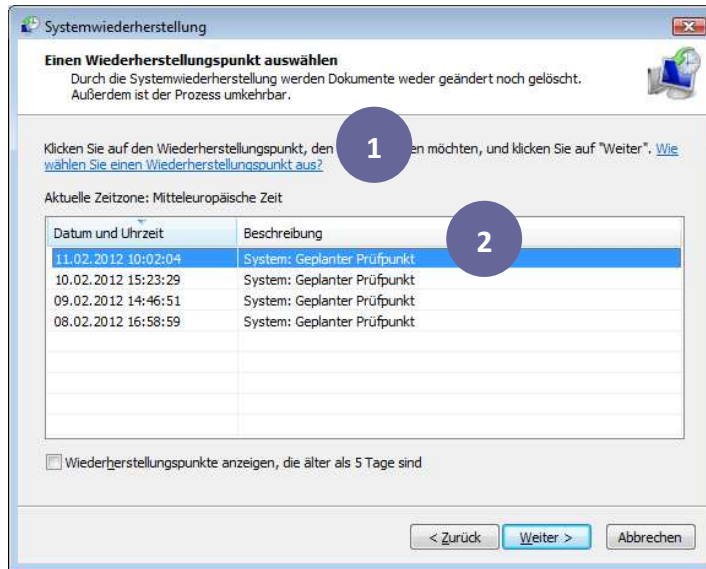 Systemwiederherstellung
Einen Wiederherstellungspunkt auswählen
Durch die Systemwiederherstellung werden Dokumente weder geändert noch gelöscht.
Außerdem ist der Prozess umkehrbar.
Klicken Sie auf den Wiederherstellungspunkt, den 1 en möchten, und klicken Sie auf "Weiter". Wie
wählen Sie einen Wiederherstellungspunkt aus?
Aktuelle Zeitzone: Mitteleuropäische Zeit
Datum und Uhrzeit Beschreibung 2
11.02.2012 10:02:04 System: Geplanter Prüfpunkt
10.02.2012 15:23:29 System: Geplanter Prüfpunkt
09.02.2012 14:46:51 System: Geplanter Prüfpunkt
08.02.2012 16:58:59 System: Geplanter Prüfpunkt
Wiederherstellungspunkte anzeigen, die älter als 5 Tage sind
< Zurück Weiter > Abbrechen